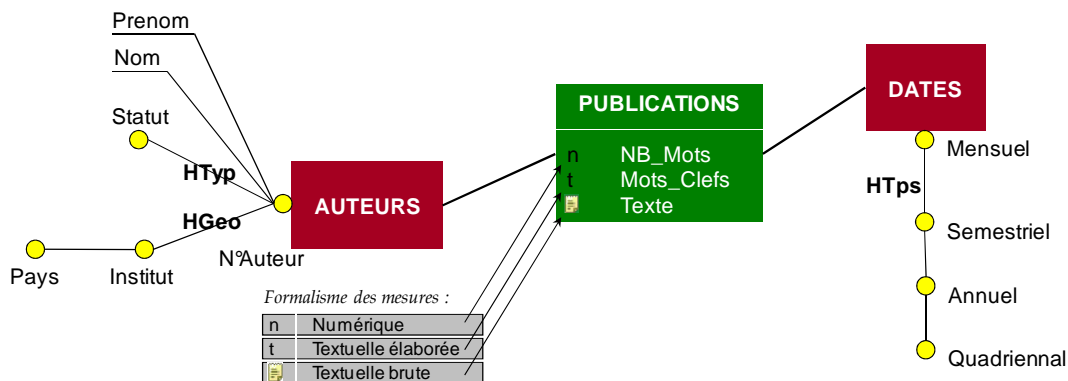 Prenom
Nom
Statut
HTyp
HGeo
N°Auteur
Institut
Pays
AUTEURS
PUBLICATIONS
n NB_Mots
t Mots_Clefs
Texte
DATES
Mensuel
HTps
Semestriel
Annuel
Quadriennal
Formalisme des mesures :
n Numérique
t Textuelle élaborée
Textuelle brute